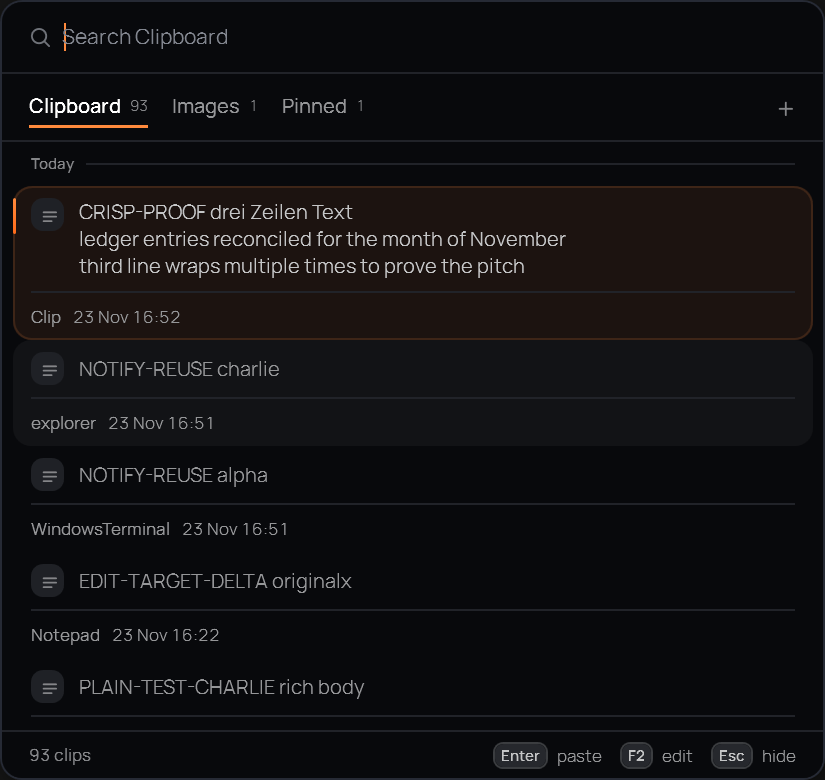 Search Clipboard
Clipboard 93 Images 1 Pinned 1 +
Today
CRISP-PROOF drei Zeilen Text
ledger entries reconciled for the month of November
third line wraps multiple times to prove the pitch
Clip 23 Nov 16:52
NOTIFY-REUSE charlie
explorer 23 Nov 16:51
NOTIFY-REUSE alpha
WindowsTerminal 23 Nov 16:51
EDIT-TARGET-DELTA originalx
Notepad 23 Nov 16:22
PLAIN-TEST-CHARLIE rich body
93 clips Enter paste F2 edit Esc hide